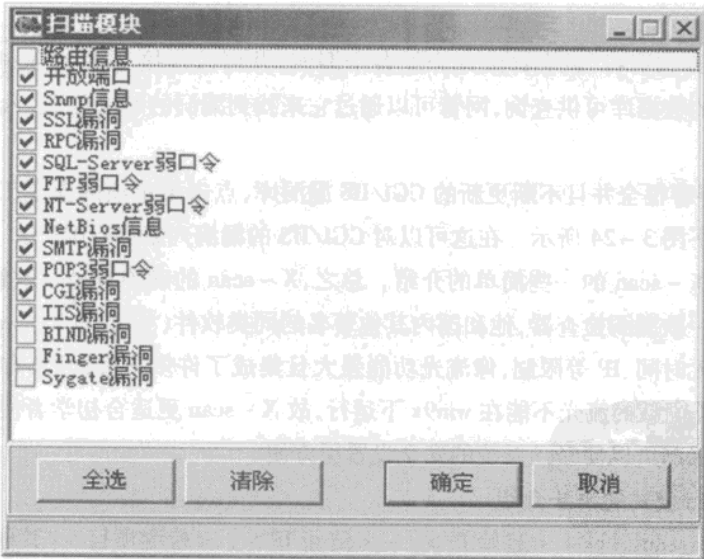 扫描模块
路由信息
开放端口
Snmp信息
SSL漏洞
RPC漏洞
SQL-Server弱口令
FTP弱口令
NT-Server弱口令
NetBios信息
SMTP漏洞
POP3弱口令
CGI漏洞
IIS漏洞
BIND漏洞
Finger漏洞
Sygate漏洞
全选
清除
确定
取消